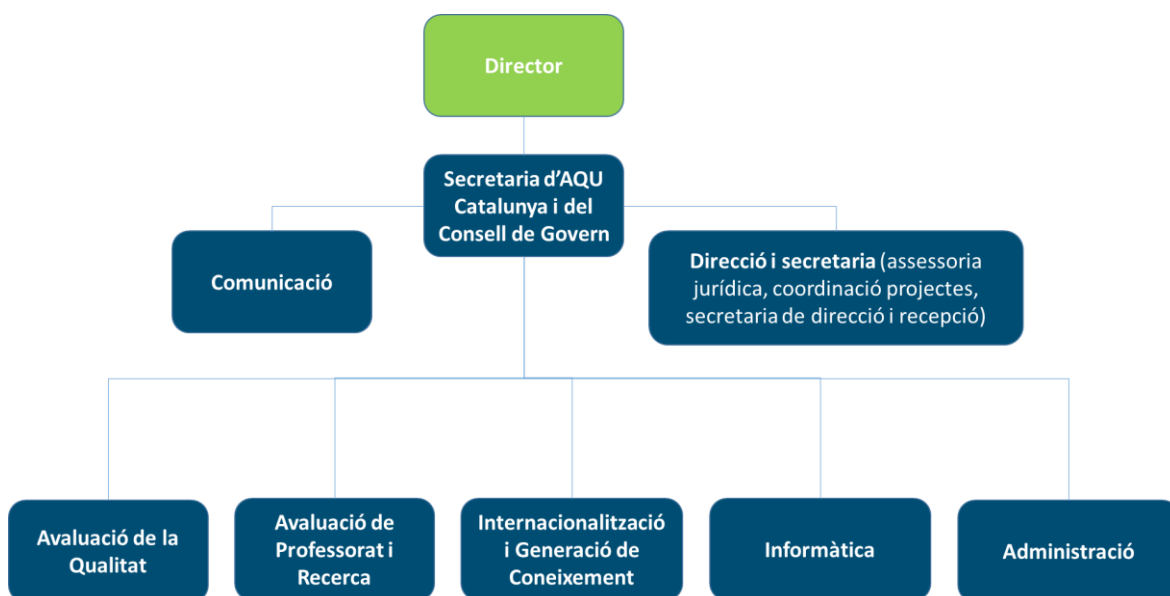 Director
Secretaria d’AQU
Catalunya i del
Consell de Govern
Comunicació
Direcció i secretaria (assessoria
jurídica, coordinació projectes,
secretaria de direcció i recepció)
Avaluació de la
Qualitat
Avaluació de
Professorat i
Recerca
Internacionalització
i Generació de
Coneixement
Informàtica
Administració